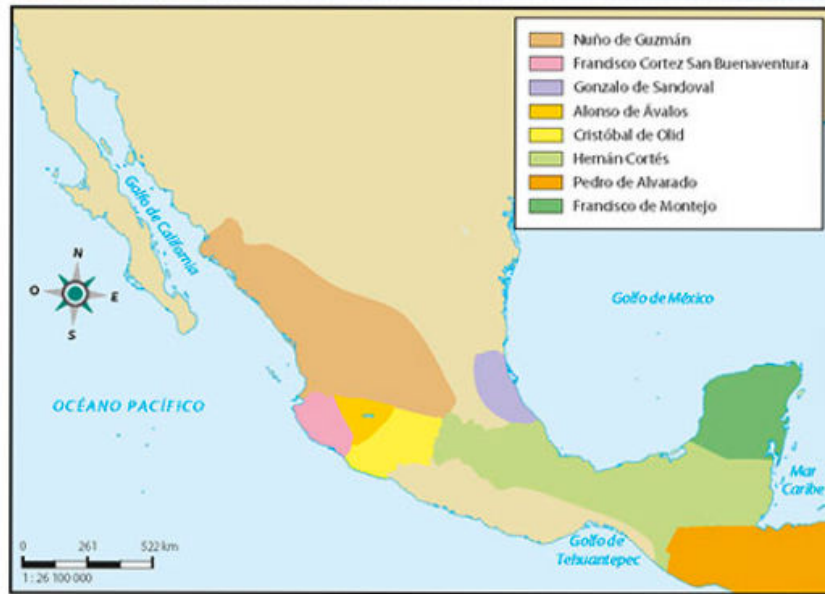 Nuño de Guzmán
Francisco Cortez San Buenaventura
Gonzalo de Sandoval
Alonso de Ávalos
Cristóbal de Olid
Hernán Cortés
Pedro de Alvarado
Francisco de Montejo
Golfo de California
N
O
E
S
Golfo de México
OCÉANO PACÍFICO
Mar
Caribe
Golfo de
Tehuantepec
0 261 522 km
1 : 26 100 000